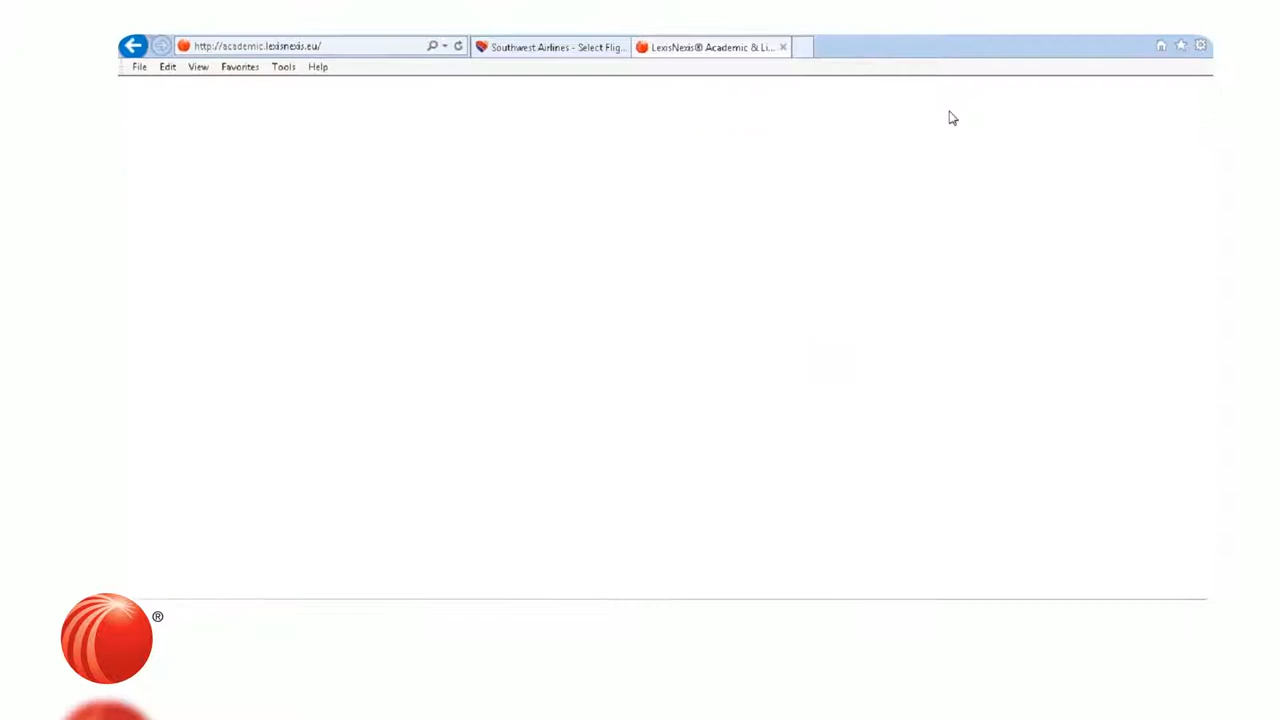 http://academic.lexisnexis.eu/
Southwest Airlines - Select Flig...
LexisNexis® Academic & Li...
File Edit View Favorites Tools Help
®